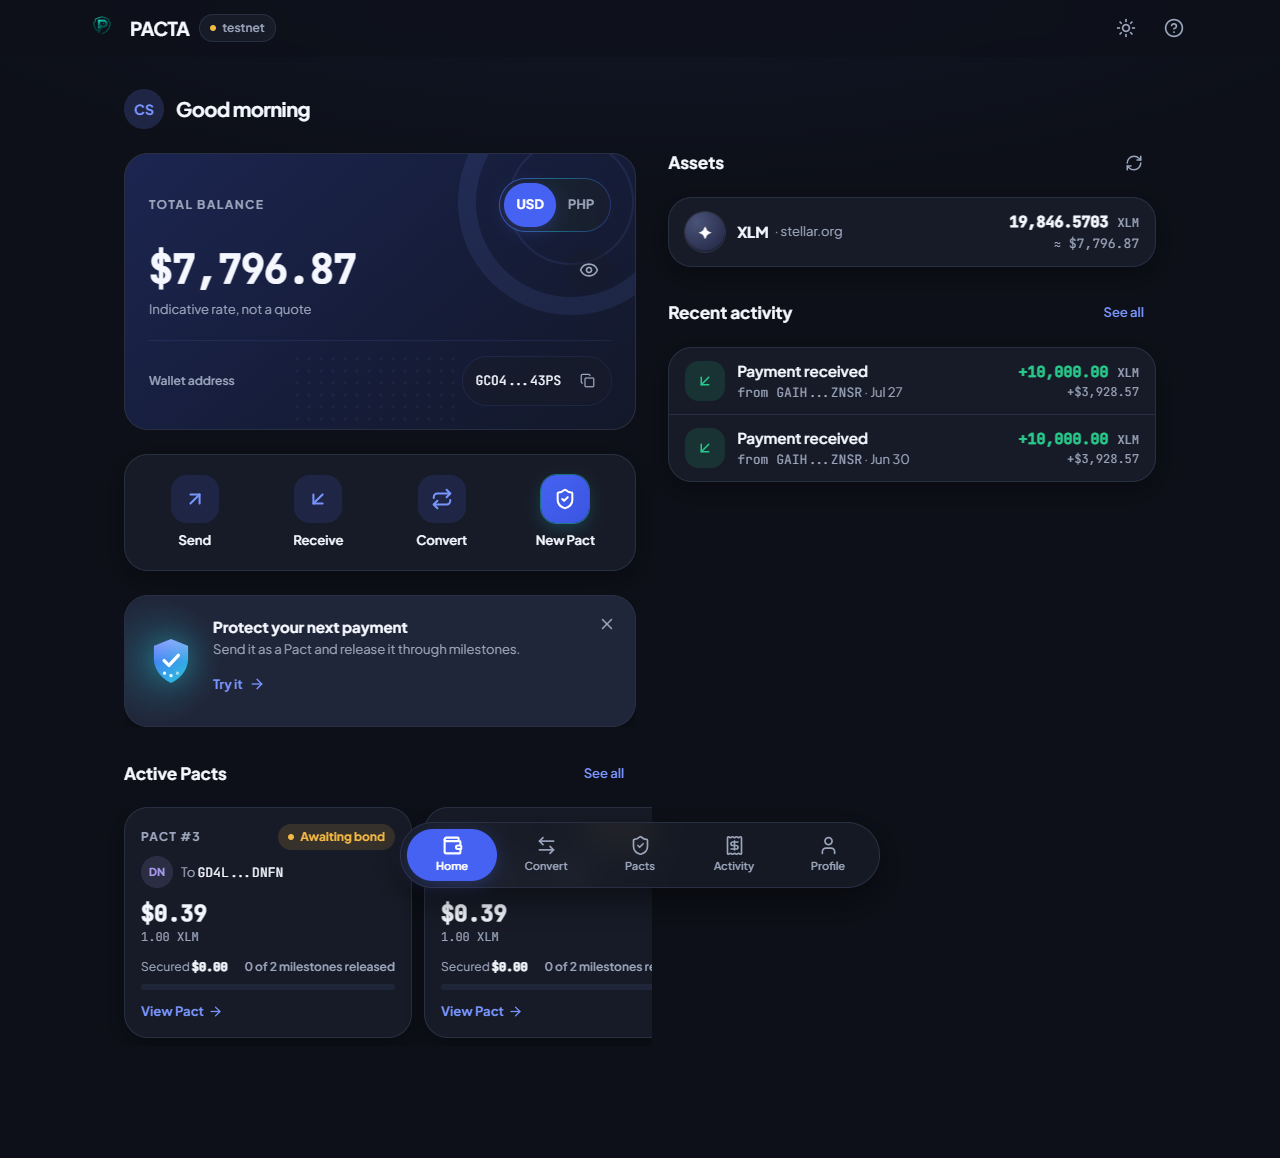 PACTA testnet
CS Good morning
TOTAL BALANCE
USD PHP
$7,796.87
Indicative rate, not a quote
Wallet address
GCO4...43PS
Send Receive Convert New Pact
Protect your next payment
Send it as a Pact and release it through milestones.
Try it →
Active Pacts
See all
PACT #3
Awaiting bond
DN To GD4L...DNFN
$0.39
1.00 XLM
Secured $0.00 0 of 2 milestones released
View Pact →
$0.39
1.00 XLM
Secured $0.00 0 of 2 milestones re
View Pact →
Assets
XLM · stellar.org
19,846.5703 XLM
≈ $7,796.87
Recent activity
See all
Payment received
from GAIH...ZNSR · Jul 27
+10,000.00 XLM
+$3,928.57
Payment received
from GAIH...ZNSR · Jun 30
+10,000.00 XLM
+$3,928.57
Home Convert Pacts Activity Profile